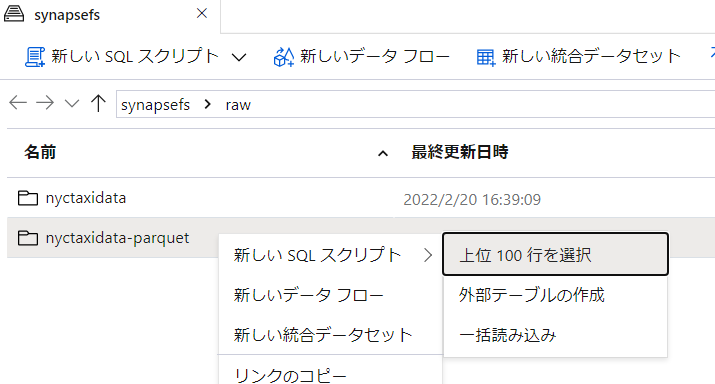 synapsefs
新しい SQL スクリプト 新しいデータ フロー 新しい統合データセット
synapsefs raw
名前 最終更新日時
nyctaxidata 2022/2/20 16:39:09
nyctaxidata-parquet
新しい SQL スクリプト 上位 100 行を選択
新しいデータ フロー 外部テーブルの作成
新しい統合データセット 一括読み込み
リンクのコピー